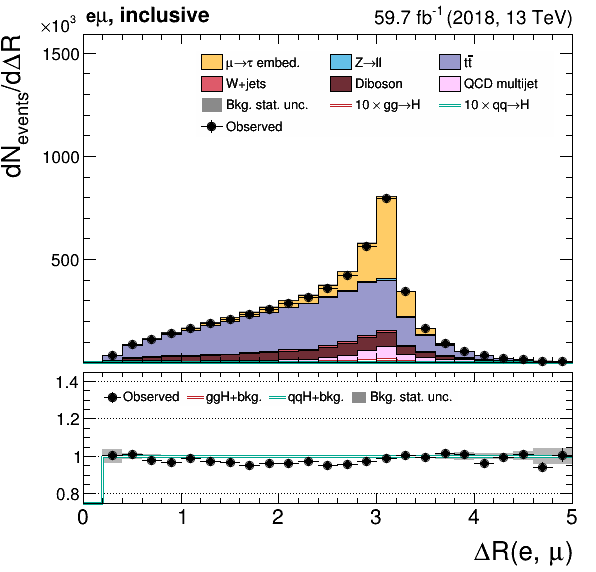 ×10³ eμ, inclusive 59.7 fb⁻¹ (2018, 13 TeV)
dN_events/dΔR
1500
μ→τ embed. Z→ll tt̄
W+jets Diboson QCD multijet
Bkg. stat. unc. 10 × gg→H 10 × qq→H
Observed
1000
500
1.4
Observed ggH+bkg. qqH+bkg. Bkg. stat. unc.
1.2
1
0.8
0 1 2 3 4 5
ΔR(e, μ)